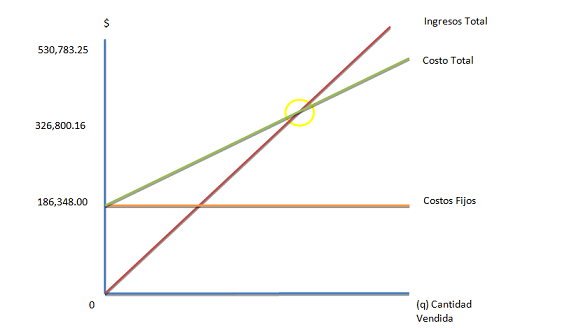 $
Ingresos Total
530,783.25
Costo Total
326,800.16
186,348.00
Costos Fijos
0
(q) Cantidad
Vendida